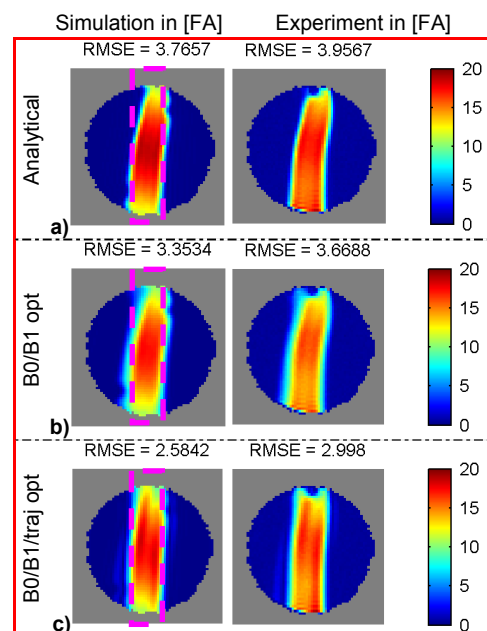 Simulation in [FA] Experiment in [FA]
RMSE = 3.7657 RMSE = 3.9567
Analytical
a)
20
15
10
5
0
RMSE = 3.3534 RMSE = 3.6688
B0/B1 opt
b)
20
15
10
5
0
RMSE = 2.5842 RMSE = 2.998
B0/B1/traj opt
c)
20
15
10
5
0